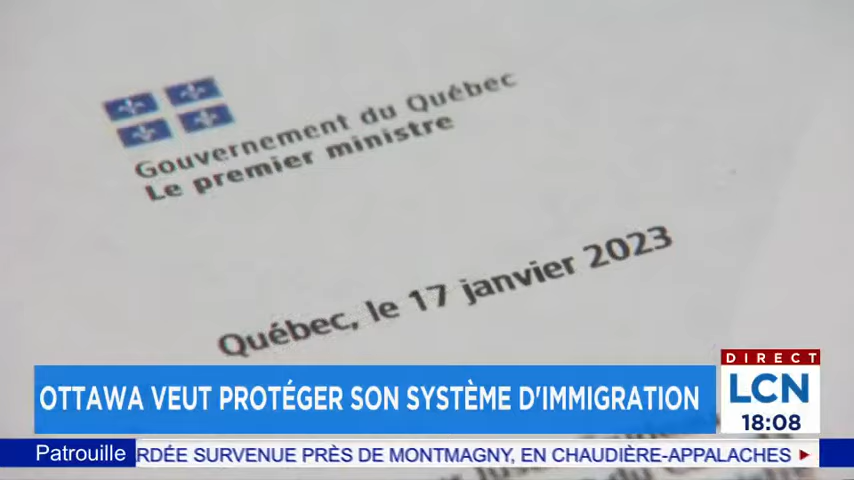 Gouvernement du Québec
Le premier ministre
Québec, le 17 janvier 2023
OTTAWA VEUT PROTÉGER SON SYSTÈME D'IMMIGRATION
DIRECT
LCN
18:08
Patrouille
RDÉE SURVENUE PRÈS DE MONTMAGNY, EN CHAUDIÈRE-APPALACHES